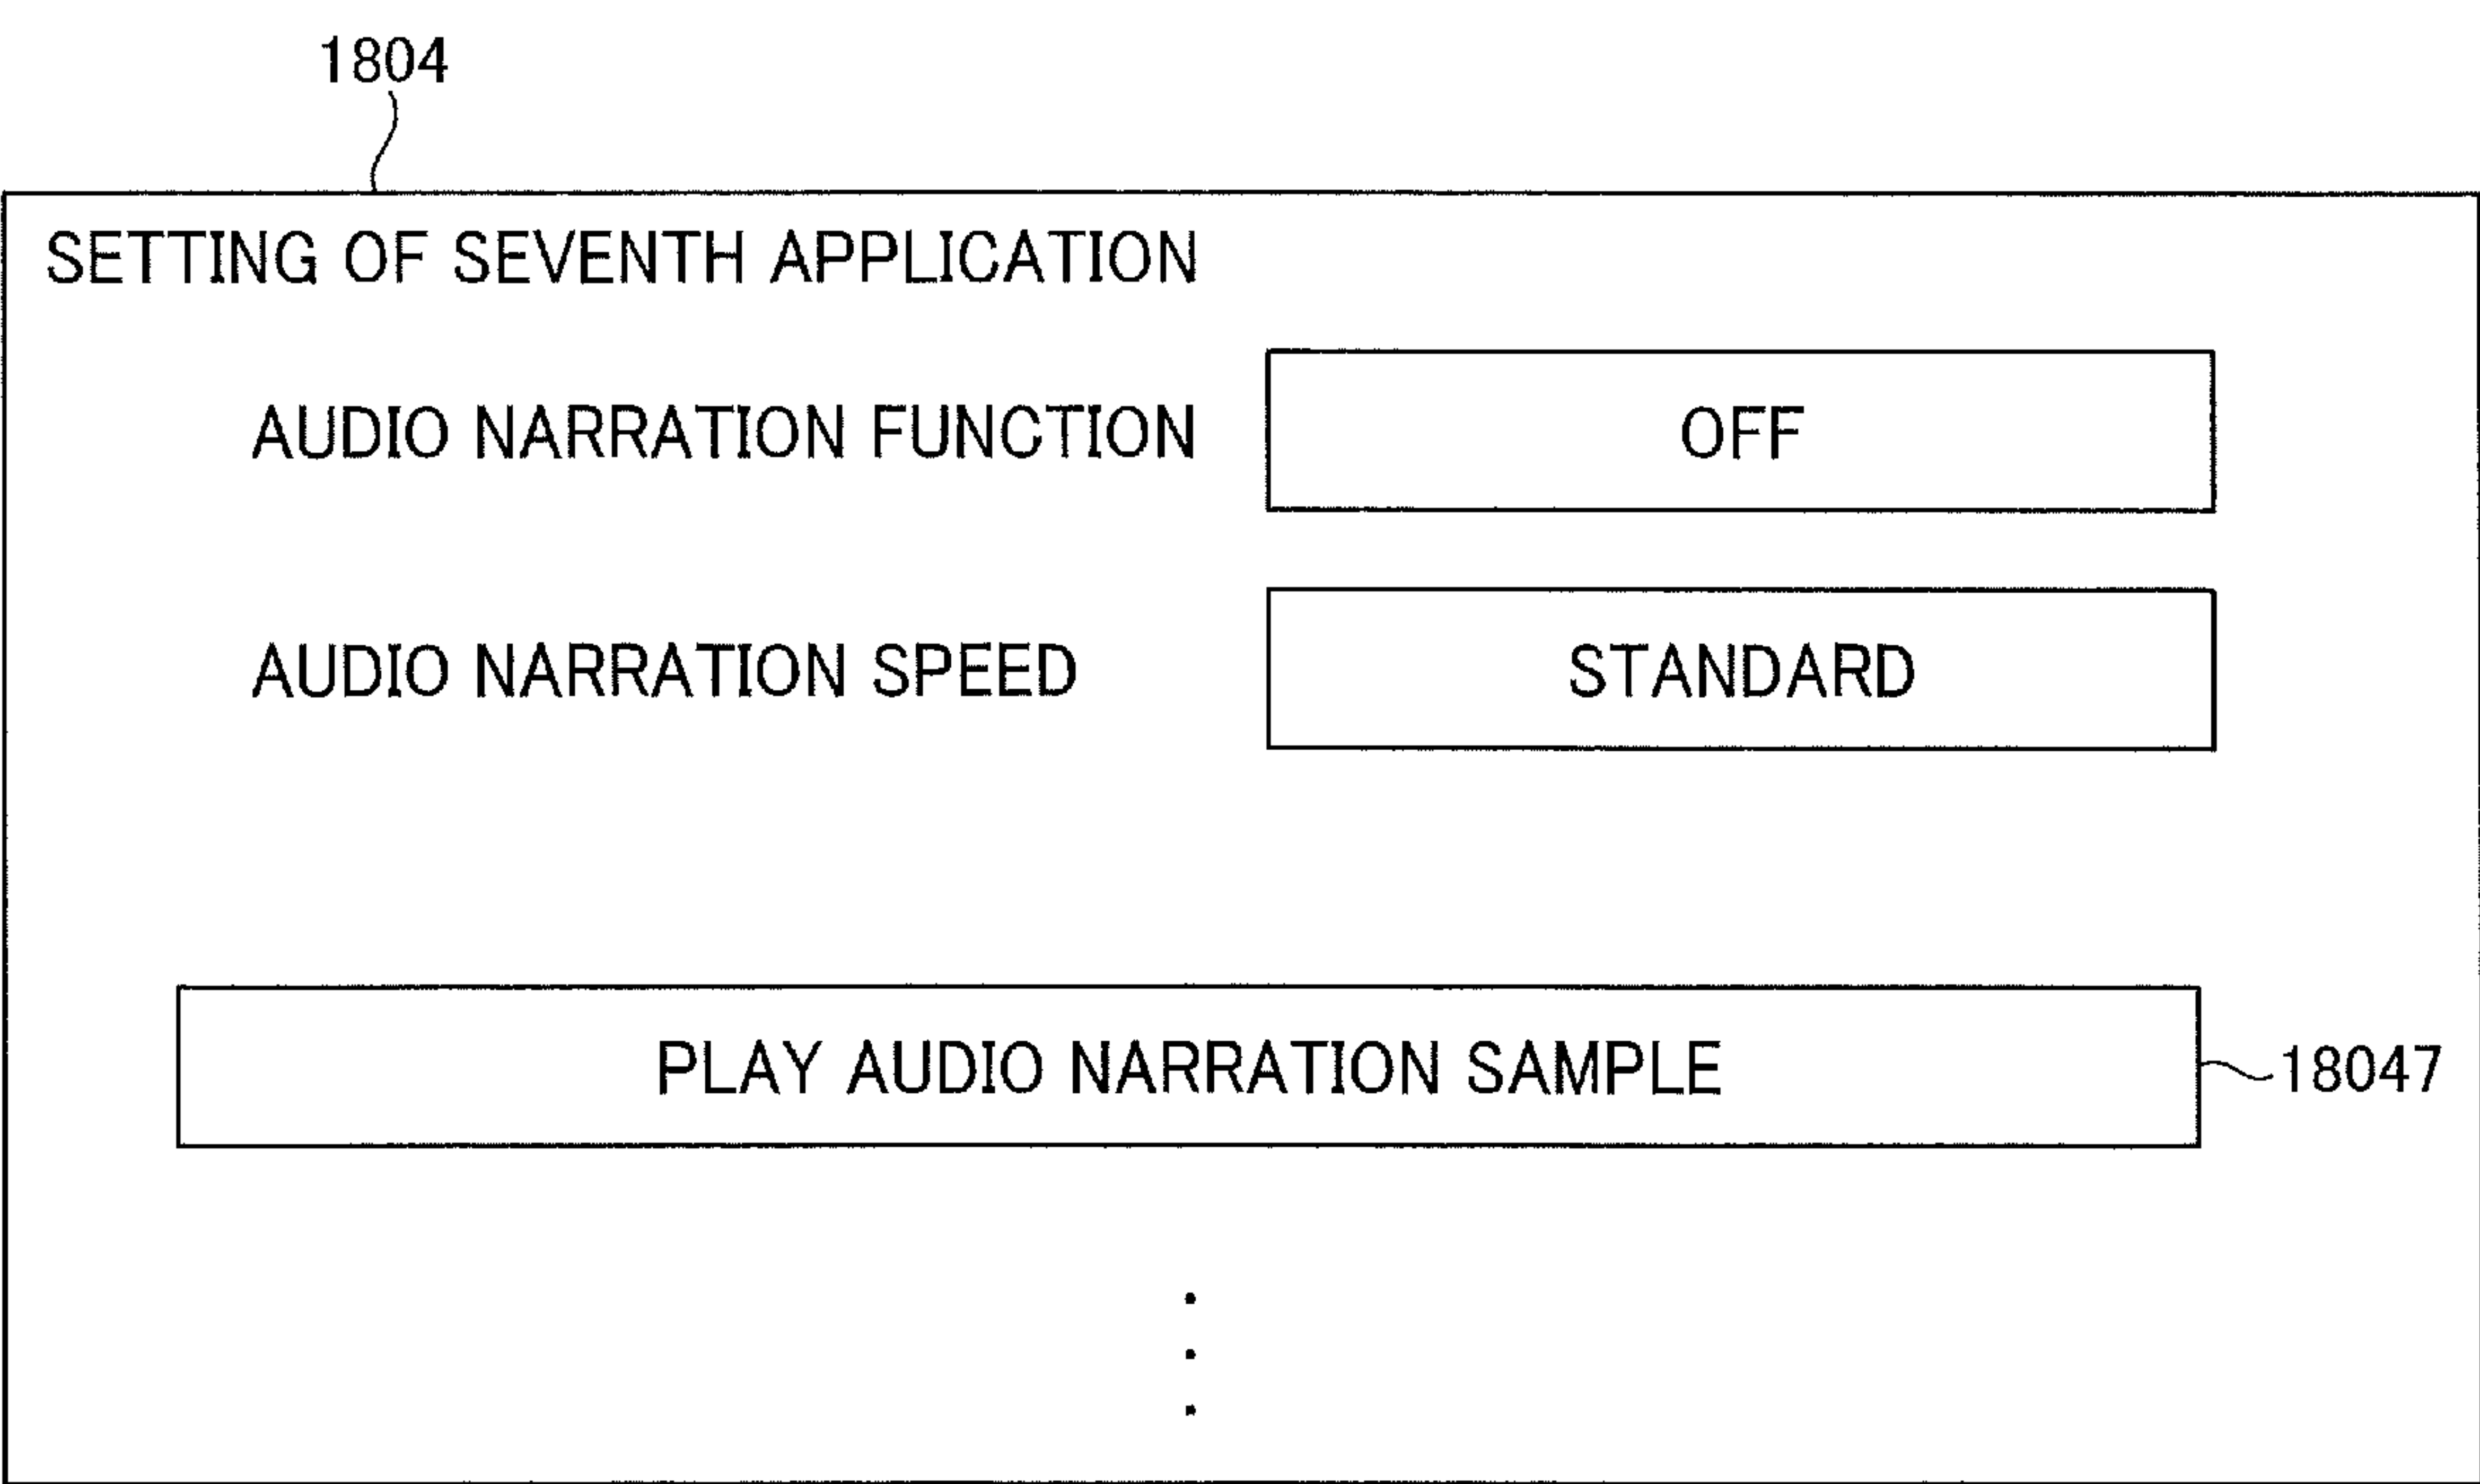 1804
SETTING OF SEVENTH APPLICATION
AUDIO NARRATION FUNCTION OFF
AUDIO NARRATION SPEED STANDARD
PLAY AUDIO NARRATION SAMPLE 18047